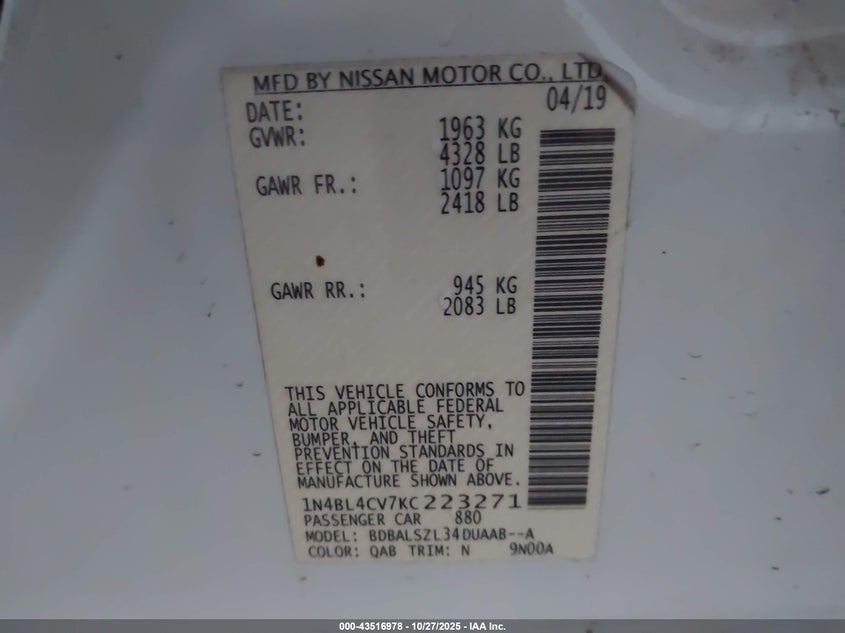 MFD BY NISSAN MOTOR CO., LTD.
DATE: 04/19
GVWR: 1963 KG
4328 LB
GAWR FR.: 1097 KG
2418 LB
GAWR RR.: 945 KG
2083 LB
THIS VEHICLE CONFORMS TO
ALL APPLICABLE FEDERAL
MOTOR VEHICLE SAFETY,
BUMPER, AND THEFT
PREVENTION STANDARDS IN
EFFECT ON THE DATE OF
MANUFACTURE SHOWN ABOVE.
1N4BL4CV7KC223271
PASSENGER CAR 880
MODEL: BDBALSZL34DUAAB--A
COLOR: QAB TRIM: N 9N00A
000-43516978 - 10/27/2025 - IAA Inc.